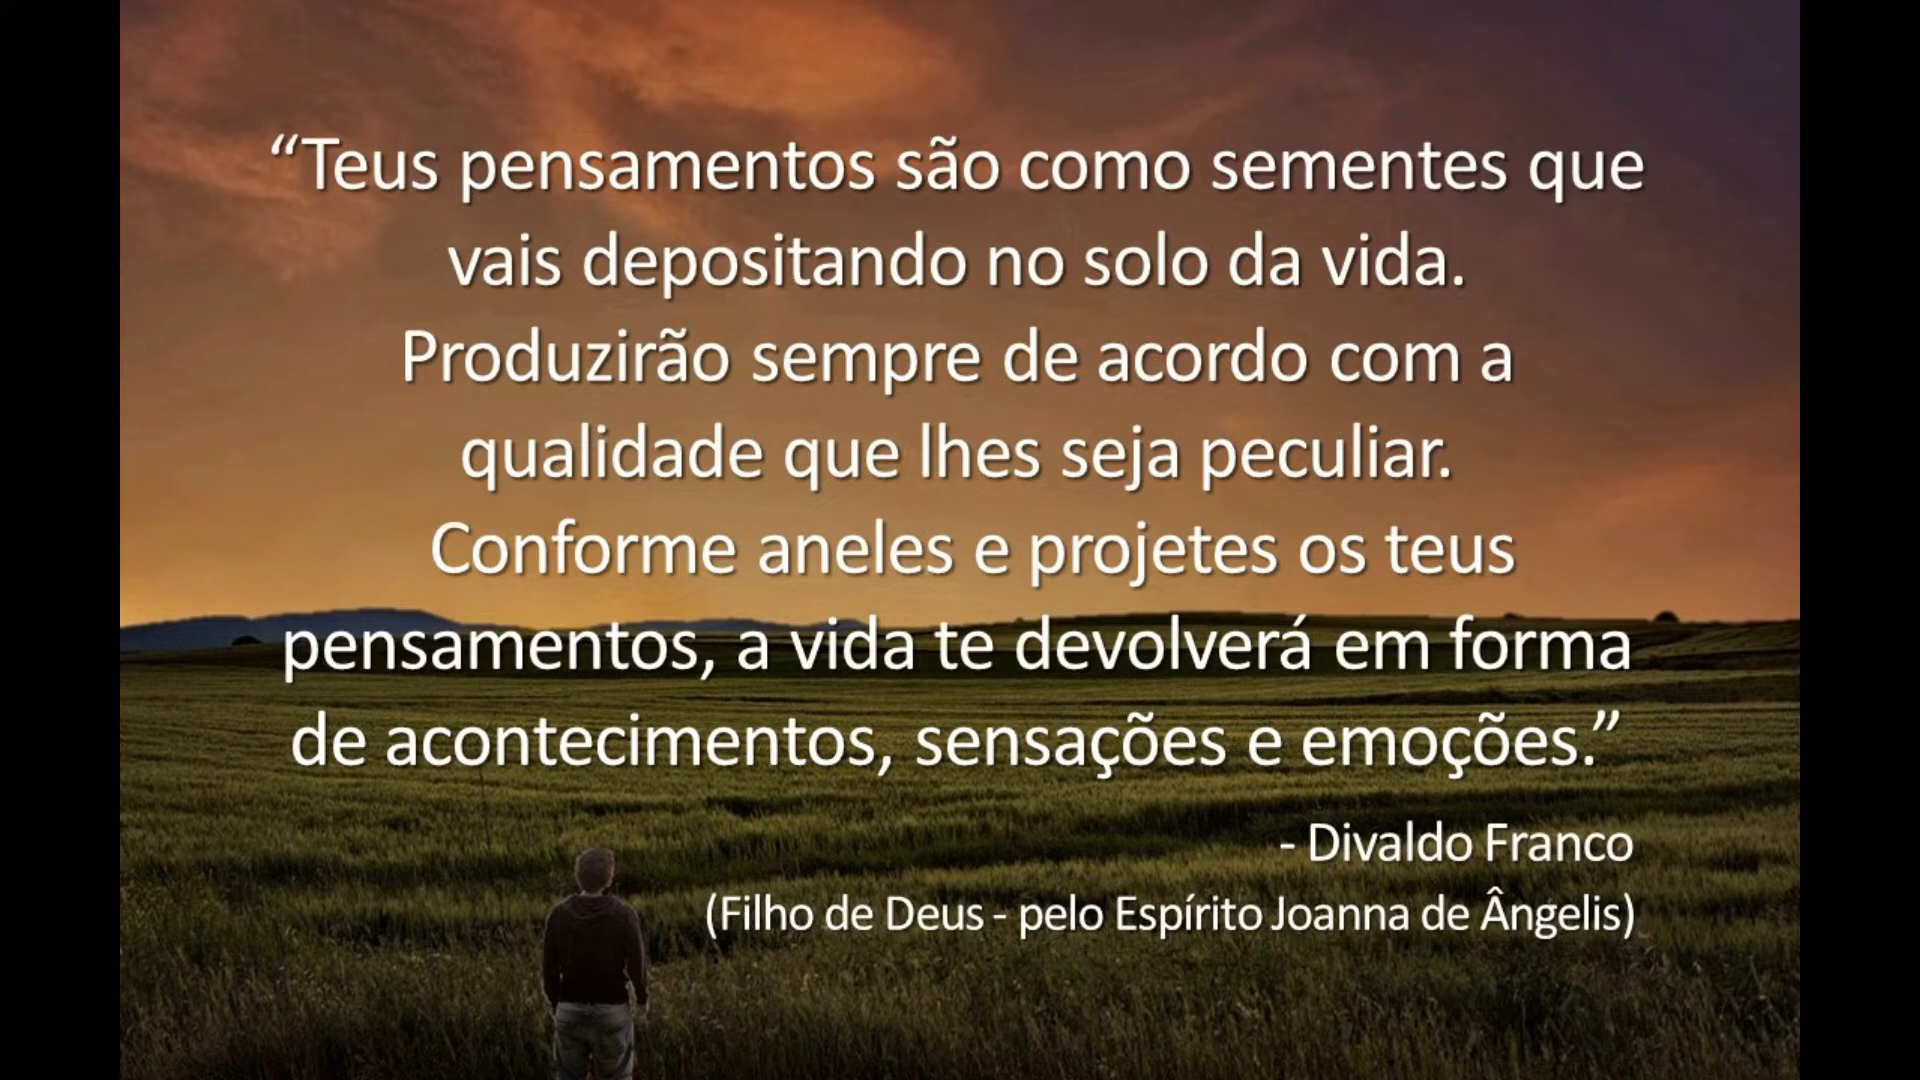 “Teus pensamentos são como sementes que
vais depositando no solo da vida.
Produzirão sempre de acordo com a
qualidade que lhes seja peculiar.
Conforme aneles e projetes os teus
pensamentos, a vida te devolverá em forma
de acontecimentos, sensações e emoções.”
- Divaldo Franco
(Filho de Deus - pelo Espírito Joanna de Ângelis)